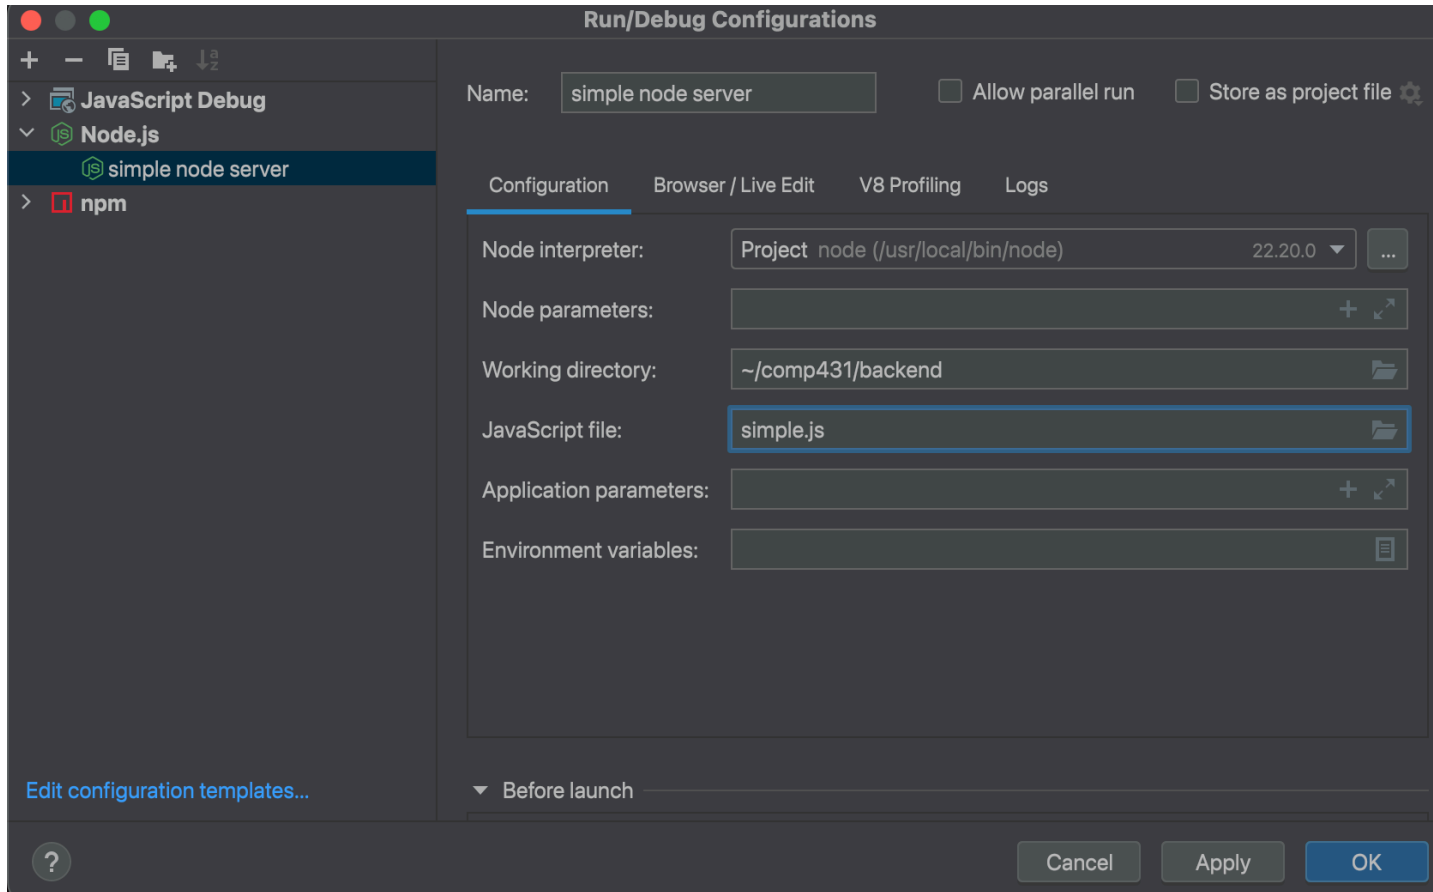 Run/Debug Configurations
JavaScript Debug
Node.js
simple node server
npm
Edit configuration templates...
Name: simple node server Allow parallel run Store as project file
Configuration Browser / Live Edit V8 Profiling Logs
Node interpreter: Project node (/usr/local/bin/node) 22.20.0 ...
Node parameters:
Working directory: ~/comp431/backend
JavaScript file: simple.js
Application parameters:
Environment variables:
Before launch
? Cancel Apply OK